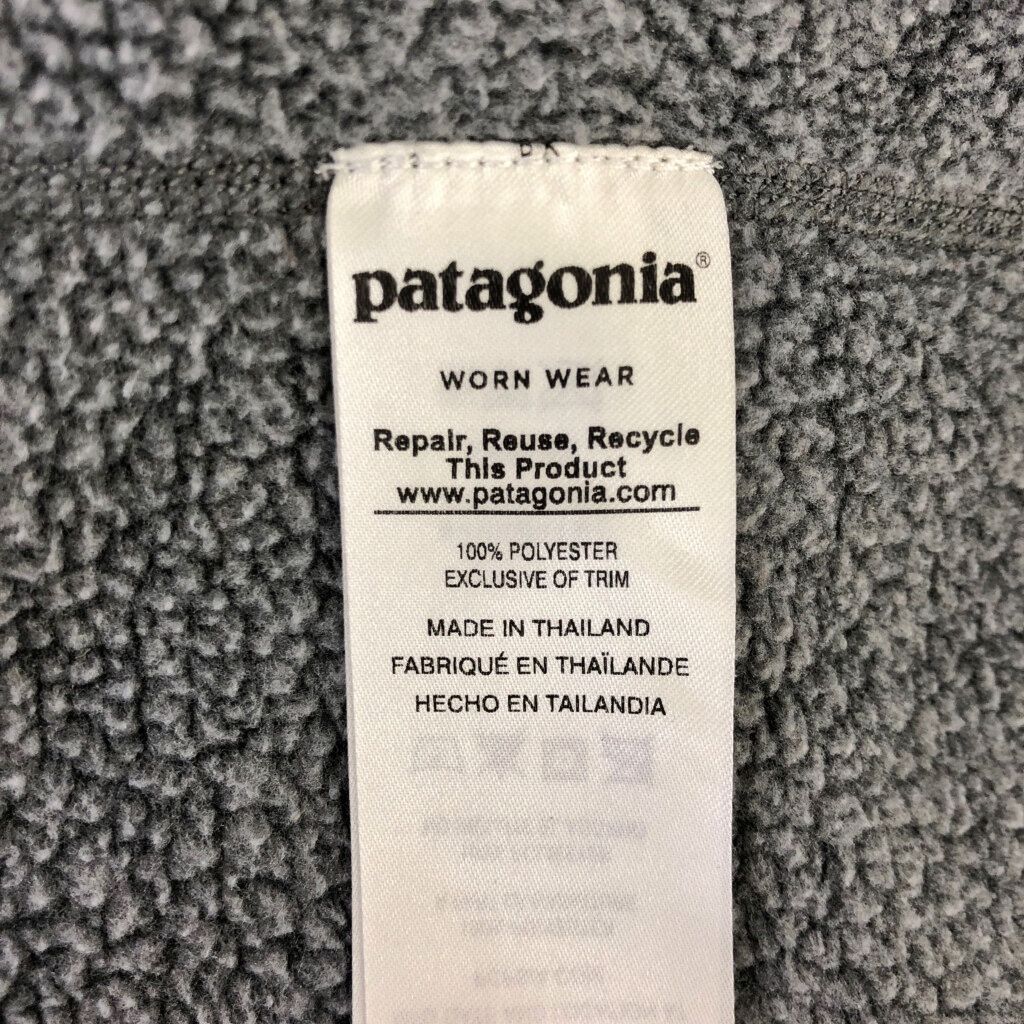 patagonia®
WORN WEAR
Repair, Reuse, Recycle
This Product
www.patagonia.com
100% POLYESTER
EXCLUSIVE OF TRIM
MADE IN THAILAND
FABRIQUÉ EN THAÏLANDE
HECHO EN TAILANDIA